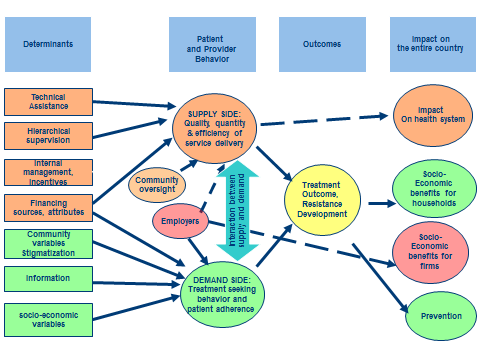 Determinants
Patient
and Provider
Behavior
Outcomes
Impact on
the entire country
Technical
Assistance
Hierarchical
supervision
Internal
management,
incentives
Financing
sources, attributes
Community
variables
Stigmatization
Information
socio-economic
variables
SUPPLY SIDE:
Quality, quantity
& efficiency of
service delivery
Community
oversight
Employers
Interaction between
supply and demand
DEMAND SIDE:
Treatment seeking
behavior and
patient adherence
Treatment
Outcome,
Resistance
Development
Impact
On health system
Socio-
Economic
benefits for
households
Socio-
Economic
benefits for
firms
Prevention